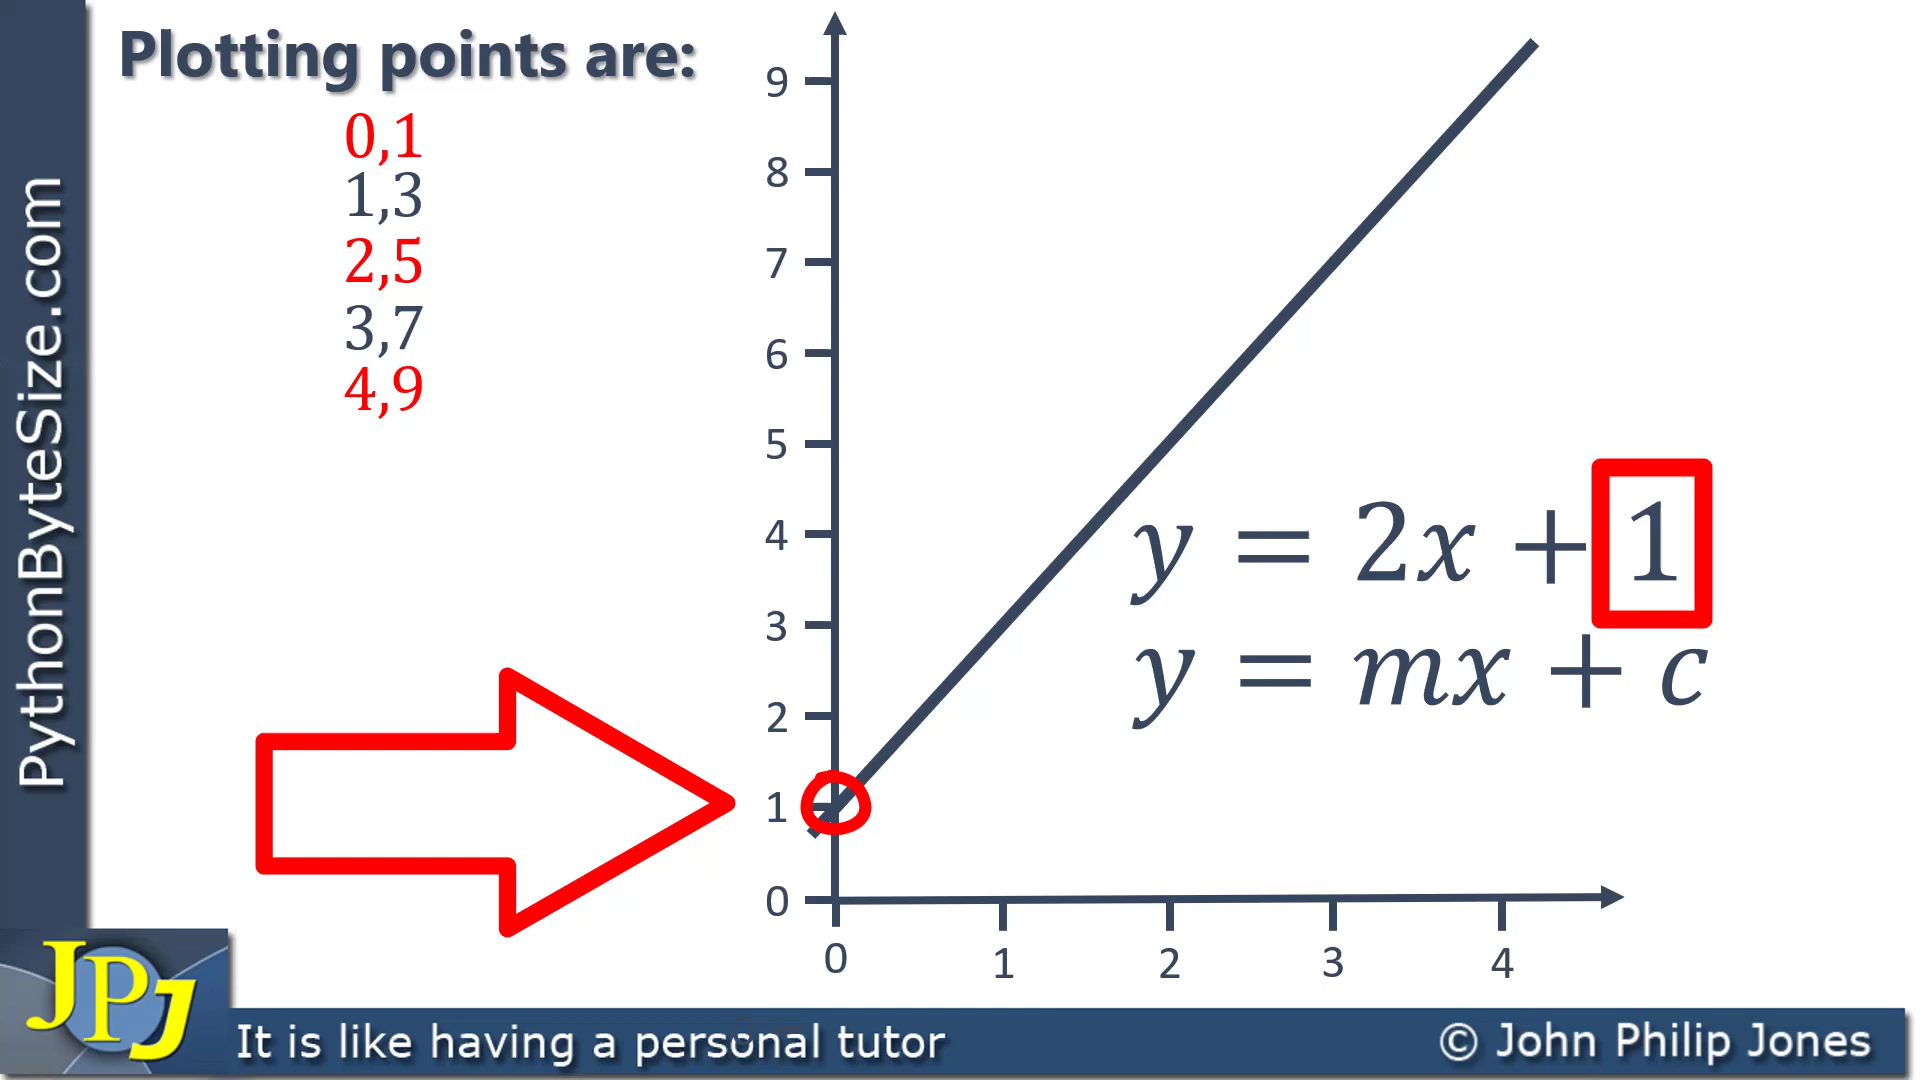 Plotting points are:
0,1
1,3
2,5
3,7
4,9
9
8
7
6
5
4
3
2
1
0
0 1 2 3 4
y = 2x + 1
y = mx + c
PythonByteSize.com
JPJ
It is like having a personal tutor
© John Philip Jones